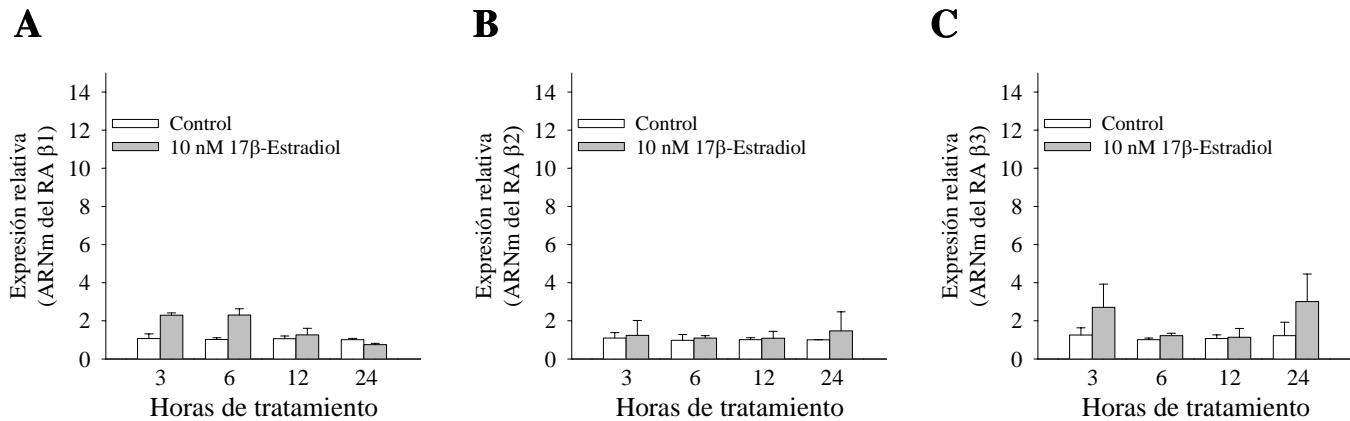 A
Expresión relativa
(ARNm del RA β1)
14
12
10
8
6
4
2
0
Control
10 nM 17β-Estradiol
3 6 12 24
Horas de tratamiento
B
Expresión relativa
(ARNm del RA β2)
14
12
10
8
6
4
2
0
Control
10 nM 17β-Estradiol
3 6 12 24
Horas de tratamiento
C
Expresión relativa
(ARNm del RA β3)
14
12
10
8
6
4
2
0
Control
10 nM 17β-Estradiol
3 6 12 24
Horas de tratamiento